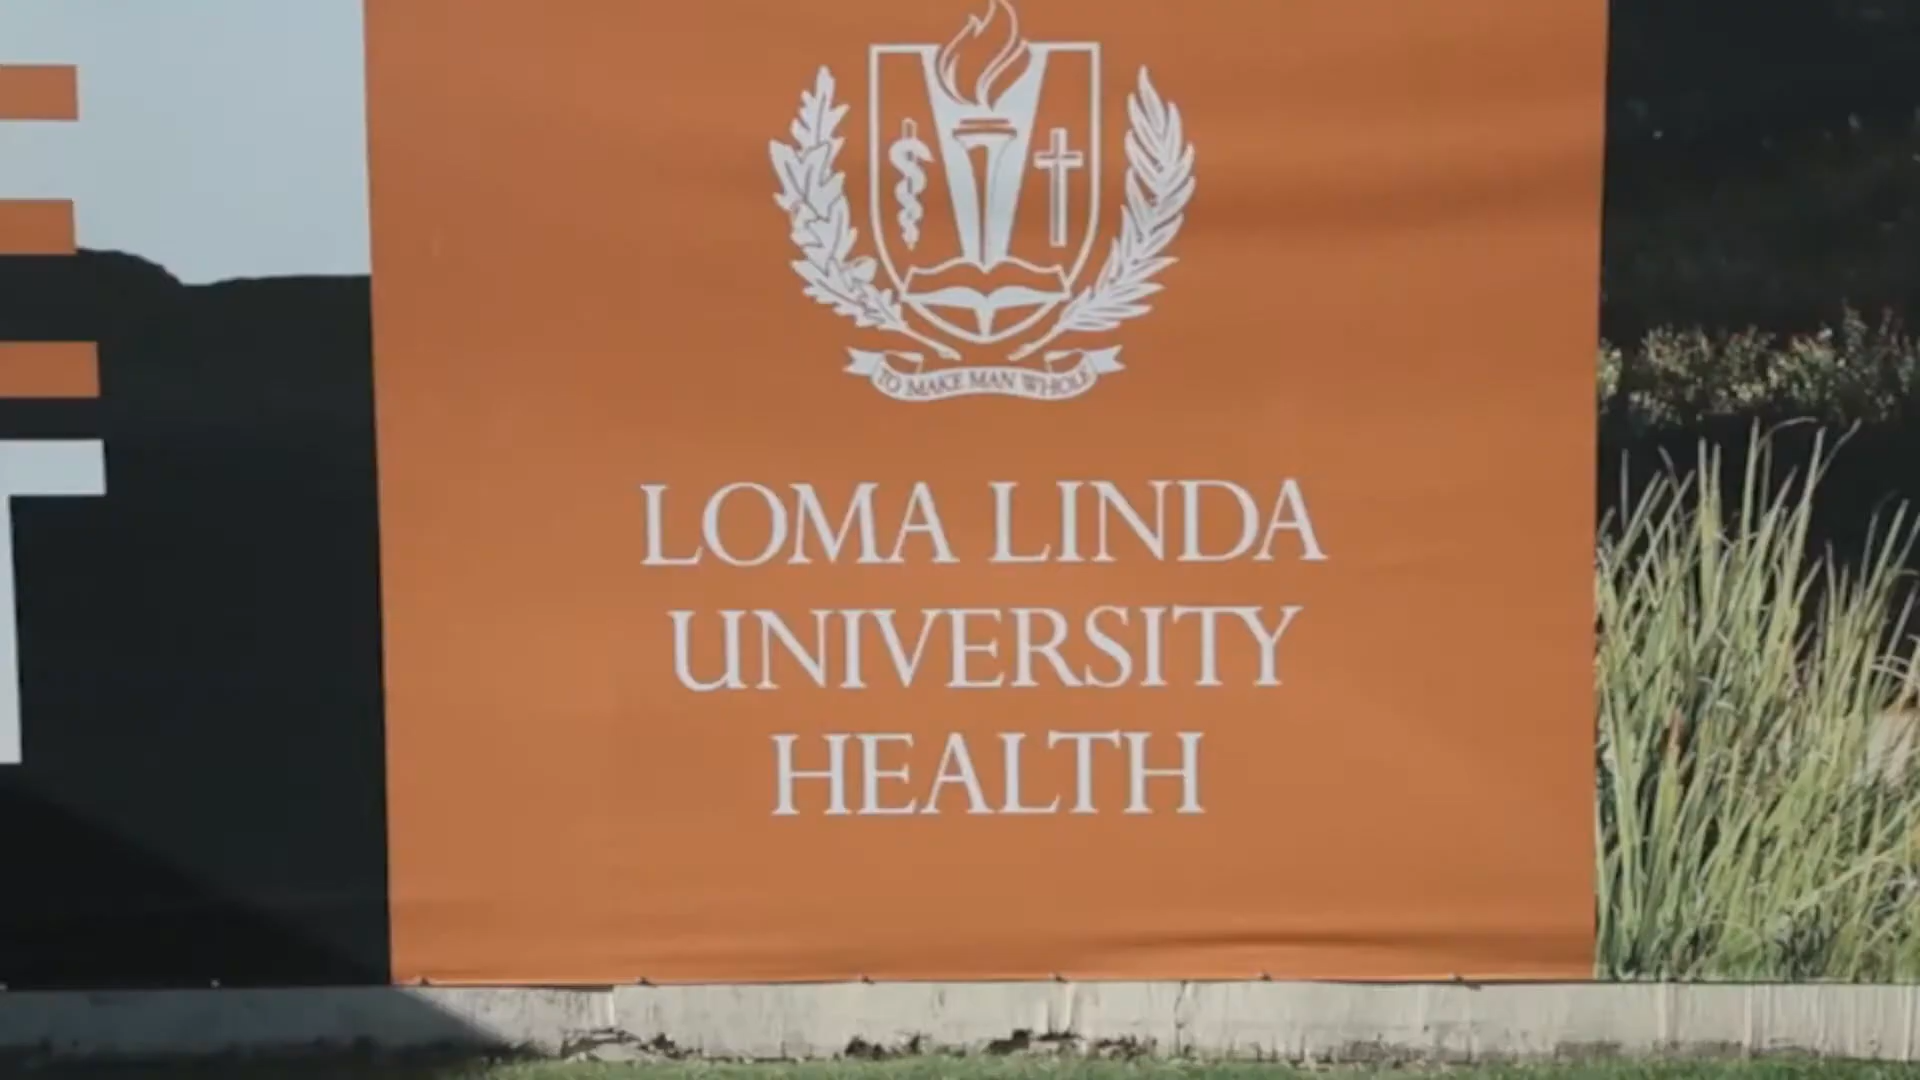 TO MAKE MAN WHOLE
LOMA LINDA
UNIVERSITY
HEALTH